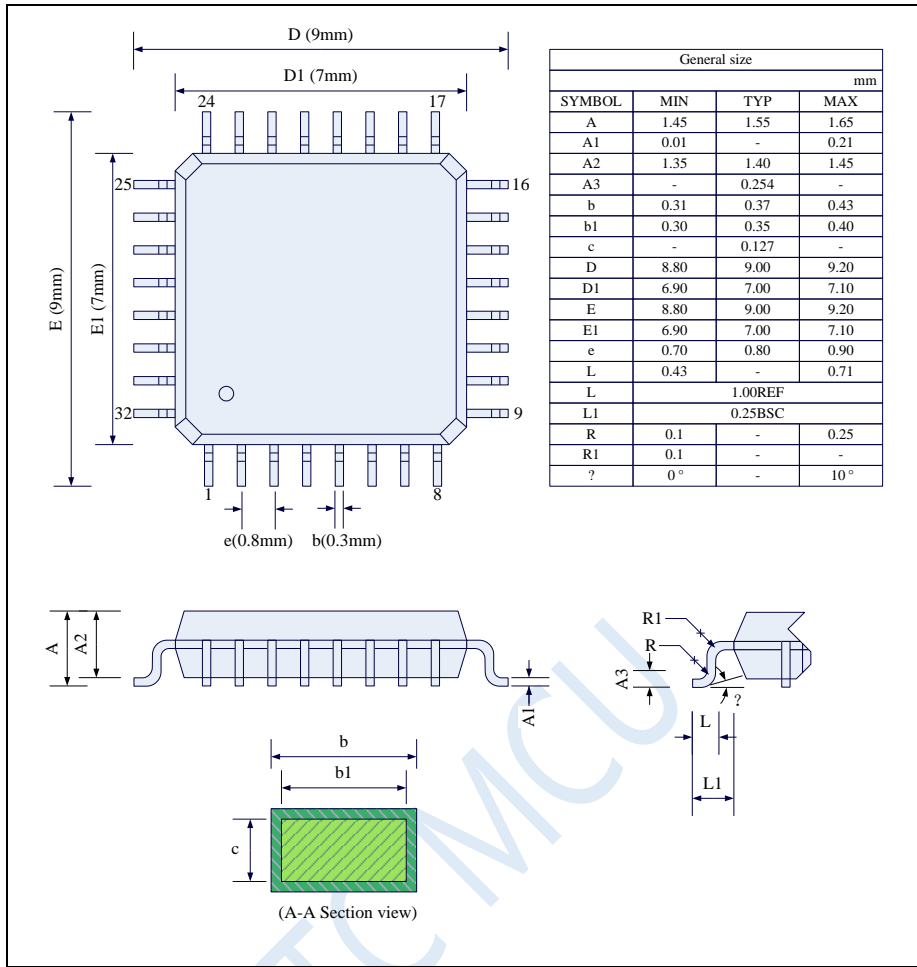 D (9mm)
D1 (7mm)
24
17
25
16
E (9mm)
E1 (7mm)
32
9
1
8
e(0.8mm)
b(0.3mm)
General size
mm
SYMBOL MIN TYP MAX
A 1.45 1.55 1.65
A1 0.01 - 0.21
A2 1.35 1.40 1.45
A3 - 0.254 -
b 0.31 0.37 0.43
b1 0.30 0.35 0.40
c - 0.127 -
D 8.80 9.00 9.20
D1 6.90 7.00 7.10
E 8.80 9.00 9.20
E1 6.90 7.00 7.10
e 0.70 0.80 0.90
L 0.43 - 0.71
L 1.00REF
L1 0.25BSC
R 0.1 - 0.25
R1 0.1 - -
? 0° - 10°
A
A2
A1
R1
R
A3
?
L
L1
b
b1
c
(A-A Section view)
MCU